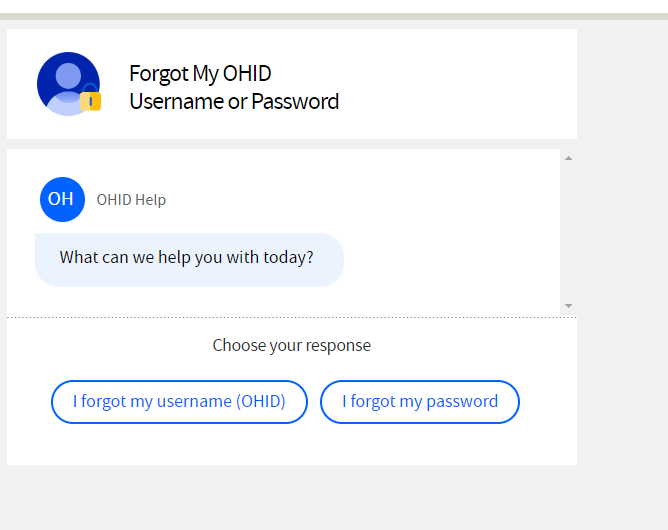 Forgot My OHID
Username or Password
OH OHID Help
What can we help you with today?
Choose your response
I forgot my username (OHID) I forgot my password